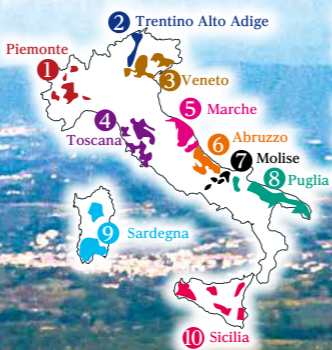 2 Trentino Alto Adige
Piemonte
1
3 Veneto
4
Toscana
5 Marche
6 Abruzzo
7 Molise
8 Puglia
9 Sardegna
10 Sicilia